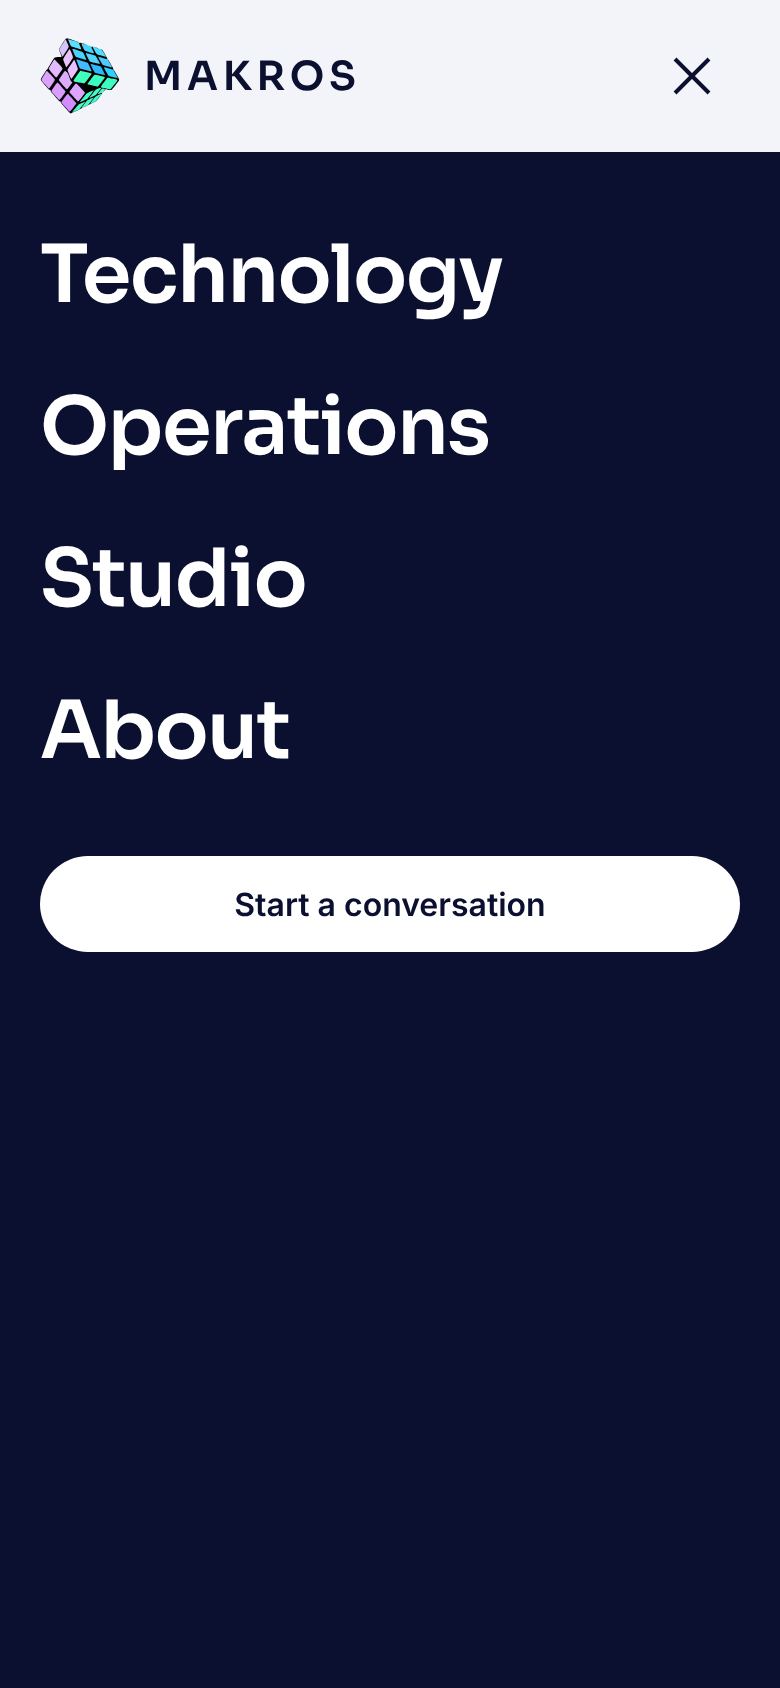 MAKROS
Technology
Operations
Studio
About
Start a conversation